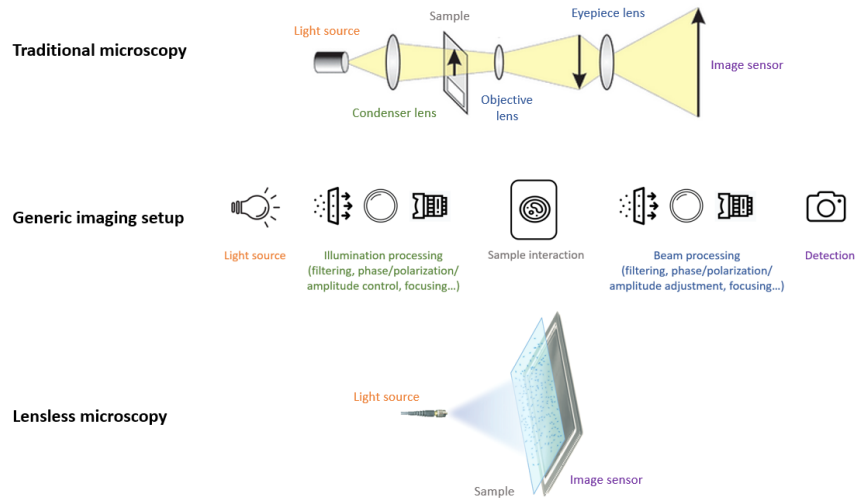 Traditional microscopy
Light source
Sample
Eyepiece lens
Condenser lens
Objective
lens
Image sensor
Generic imaging setup
Light source
Illumination processing
(filtering, phase/polarization/
amplitude control, focusing...)
Sample interaction
Beam processing
(filtering, phase/polarization/
amplitude adjustment, focusing...)
Detection
Lensless microscopy
Light source
Sample
Image sensor